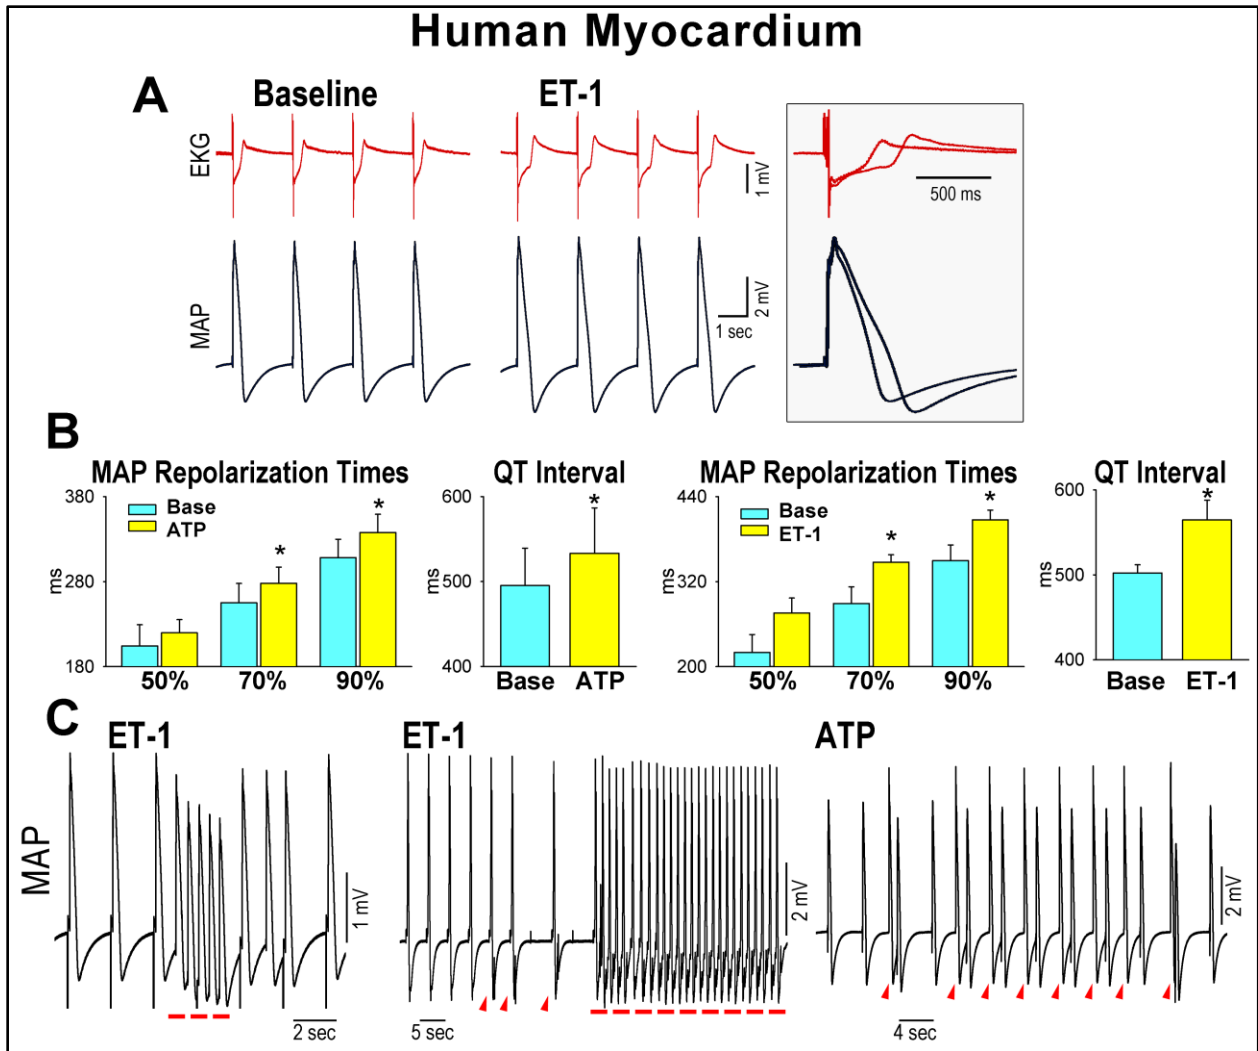 Human Myocardium
A
Baseline
ET-1
EKG
1 mV
500 ms
MAP
2 mV
1 sec
B
MAP Repolarization Times
380
Base
ATP
ms
280
180
50% 70% 90%
QT Interval
600
*
ms
500
400
Base ATP
*
*
MAP Repolarization Times
440
Base
ET-1
ms
320
200
50% 70% 90%
*
*
QT Interval
600
*
ms
500
400
Base ET-1
C
ET-1
ET-1
ATP
MAP
1 mV
2 mV
2 mV
2 sec
5 sec
4 sec